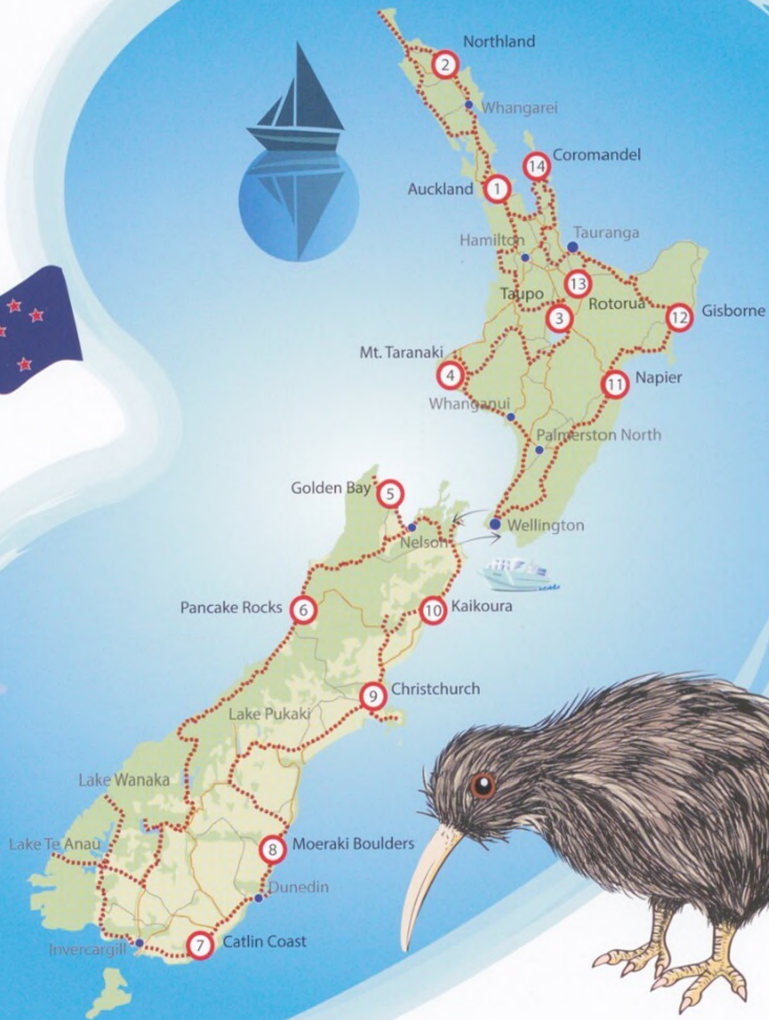 Northland
2
Whangarei
14 Coromandel
Auckland 1
Hamilton
Tauranga
13
Taupo
Rotorua
3
12 Gisborne
Mt. Taranaki
4
11 Napier
Whanganui
Palmerston North
Golden Bay 5
Wellington
Nelson
Pancake Rocks 6
10 Kaikoura
9 Christchurch
Lake Pukaki
Lake Wanaka
Lake Te Anau
8 Moeraki Boulders
Dunedin
Invercargill
7 Catlin Coast